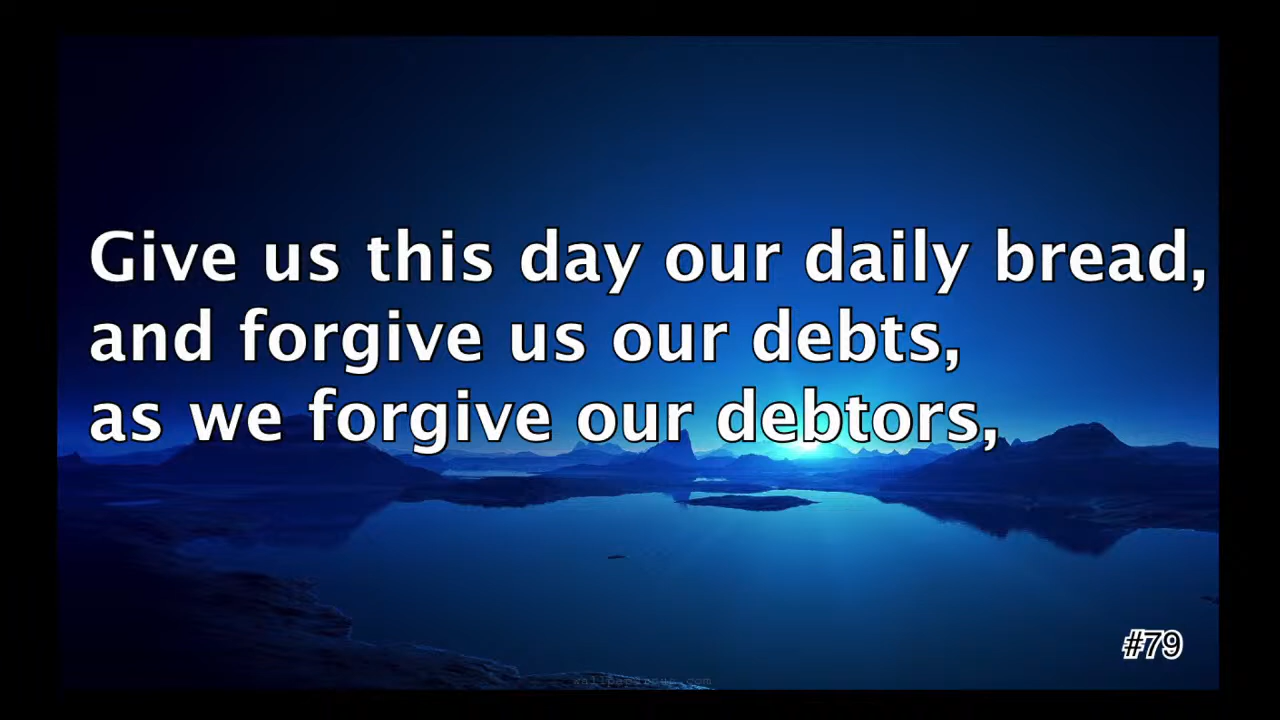 Give us this day our daily bread,
and forgive us our debts,
as we forgive our debtors,
#79